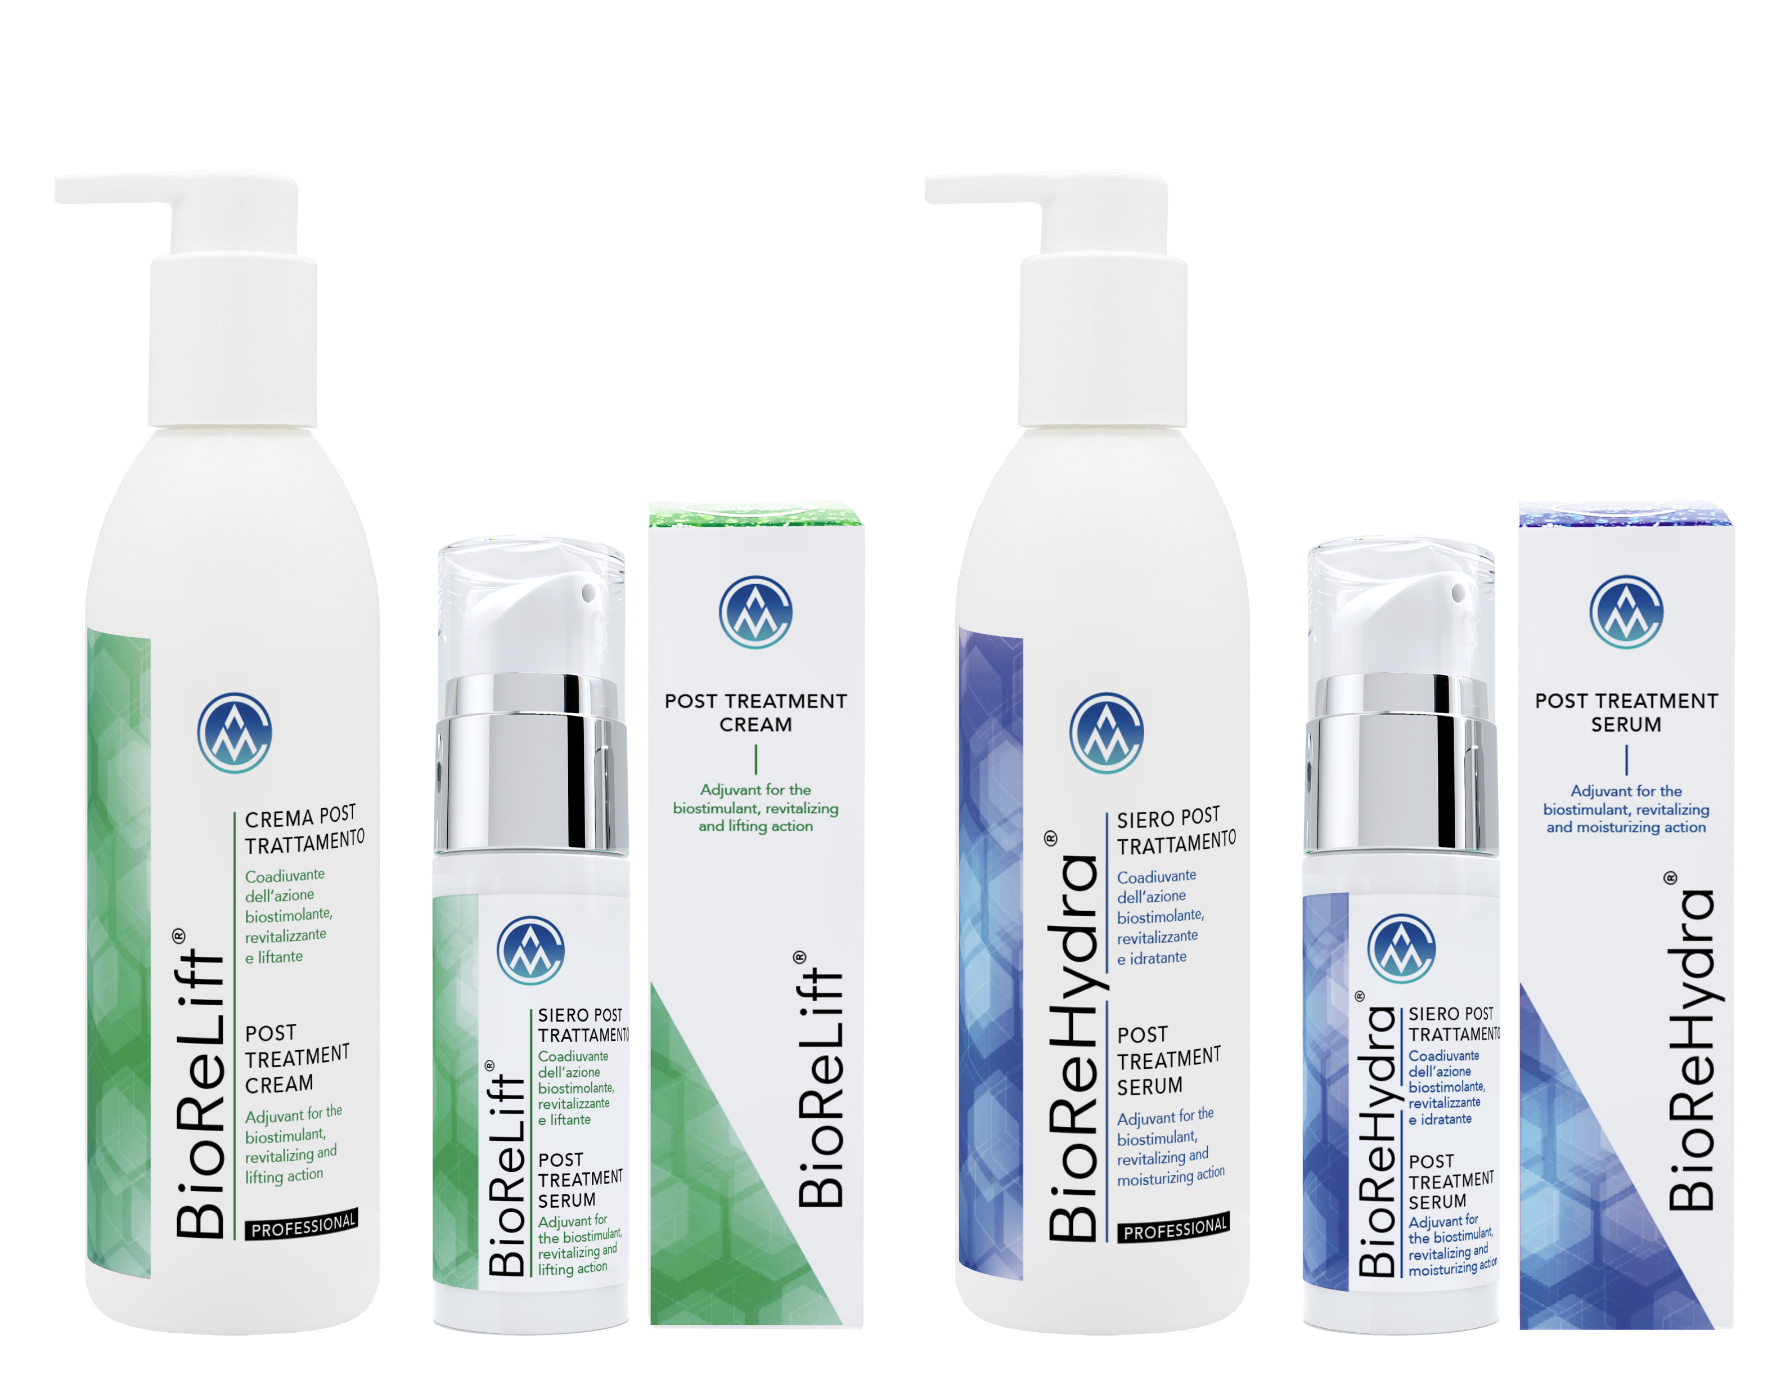 BioReLift®
CREMA POST
TRATTAMENTO
Coadiuvante
dell'azione
biostimolante,
revitalizzante
e liftante
POST
TREATMENT
CREAM
Adjuvant for the
biostimulant,
revitalizing and
lifting action
PROFESSIONAL
BioReLift®
SIERO POST
TRATTAMENTO
Coadiuvante
dell'azione
biostimolante,
revitalizzante
e liftante
POST
TREATMENT
SERUM
Adjuvant for
the biostimulant,
revitalizing and
lifting action
POST TREATMENT
CREAM
Adjuvant for the
biostimulant, revitalizing
and lifting action
BioReLift®
BioReHydra®
SIERO POST
TRATTAMENTO
Coadiuvante
dell'azione
biostimolante,
revitalizzante
e idratante
POST
TREATMENT
SERUM
Adjuvant for the
biostimulant,
revitalizing and
moisturizing action
PROFESSIONAL
BioReHydra®
SIERO POST
TRATTAMENTO
Coadiuvante
dell'azione
biostimolante,
revitalizzante
e idratante
POST
TREATMENT
SERUM
Adjuvant for
the biostimulant,
revitalizing and
moisturizing action
POST TREATMENT
SERUM
Adjuvant for the
biostimulant, revitalizing
and moisturizing action
BioReHydra®